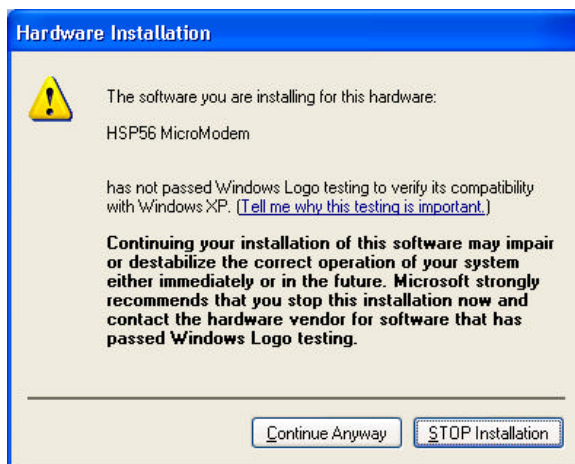 Hardware Installation
The software you are installing for this hardware:
HSP56 MicroModem
has not passed Windows Logo testing to verify its compatibility
with Windows XP. (Tell me why this testing is important.)
Continuing your installation of this software may impair
or destabilize the correct operation of your system
either immediately or in the future. Microsoft strongly
recommends that you stop this installation now and
contact the hardware vendor for software that has
passed Windows Logo testing.
Continue Anyway STOP Installation